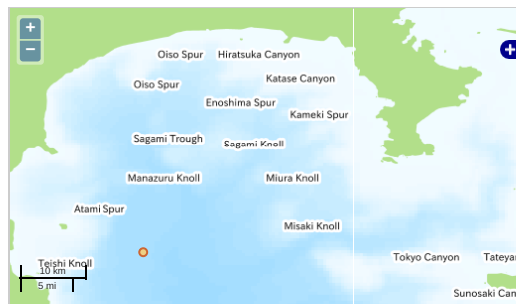 +
−
+
Oiso Spur
Hiratsuka Canyon
Katase Canyon
Oiso Spur
Enoshima Spur
Kameki Spur
Sagami Trough
Sagami Knoll
Manazuru Knoll
Miura Knoll
Atami Spur
Misaki Knoll
Teishi Knoll
Tokyo Canyon
Tateya
10 km
5 mi
Sunosaki Can